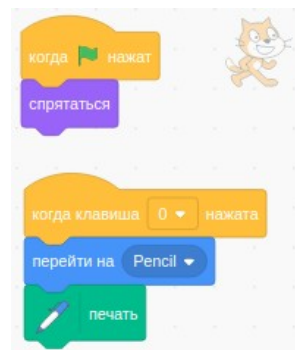 когда нажат
спрятаться
когда клавиша 0 нажата
перейти на Pencil
печать